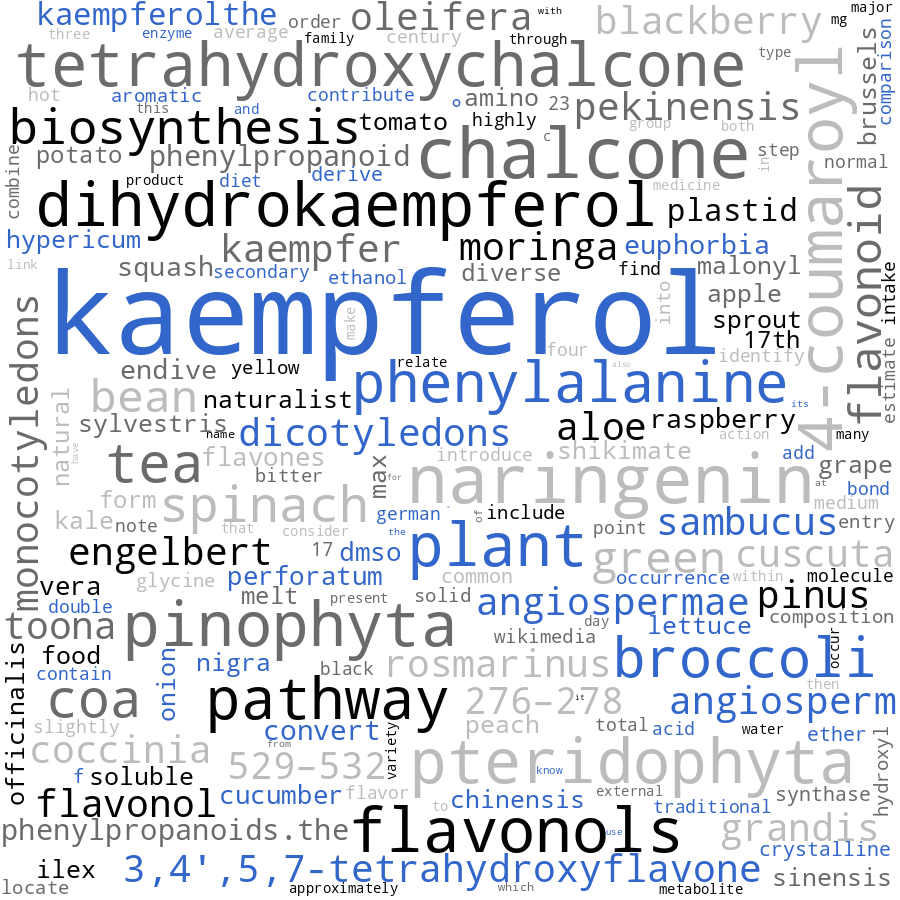 kaempferolthe
order
oleifera
with
blackberry
major
mg
three
enzyme
average
family
century
through
tetrahydroxychalcone
type
4-coumaroyl
brussels
comparison
hot
aromatic
contribute
amino
23
pekinensis
this
and
°
biosynthesis
tomato
highly
group
both
c
chalcone
potato
phenylpropanoid
step
in
normal
combine
product
diet
derive
medicine
dihydrokaempferol
plastid
flavonoid
hypericum
kaempfer
moringa
euphorbia
link
squash
secondary
ethanol
diverse
find
malonyl
kaempferol
make
into
apple
sprout
17th
estimate
intake
four
identify
also
relate
endive
yellow
phenylalanine
monocotyledons
bean
naturalist
its
natural
have
sylvestris
name
dicotyledons
aloe
raspberry
action
many
tea
flavones
introduce
shikimate
add
grape
bitter
max
for
naringenin
at
bond
form
spinach
medium
kale
note
that
consider
german
the
of
include
point
sambucus
entry
engelbert
17
dmso
plant
green
cuscuta
vera
glycine
perforatum
common
occurrence
within
molecule
double
melt
present
solid
angiospermae
pinus
toona
pinophyta
day
lettuce
composition
wikimedia
food
contain
onion
nigra
black
rosmarinus
broccoli
occur
officinalis
coa
pathway
276–278
it
then
angiosperm
slightly
convert
peach
total
acid
water
ether
from
variety
coccinia
529–532
pteridophyta
know
hydroxyl
f
soluble
external
synthase
flavonol
cucumber
flavor
to
chinensis
traditional
phenylpropanoids.the
flavonols
use
grandis
crystalline
ilex
3,4′,5,7-tetrahydroxyflavone
sinensis
locate
approximately
which
metabolite